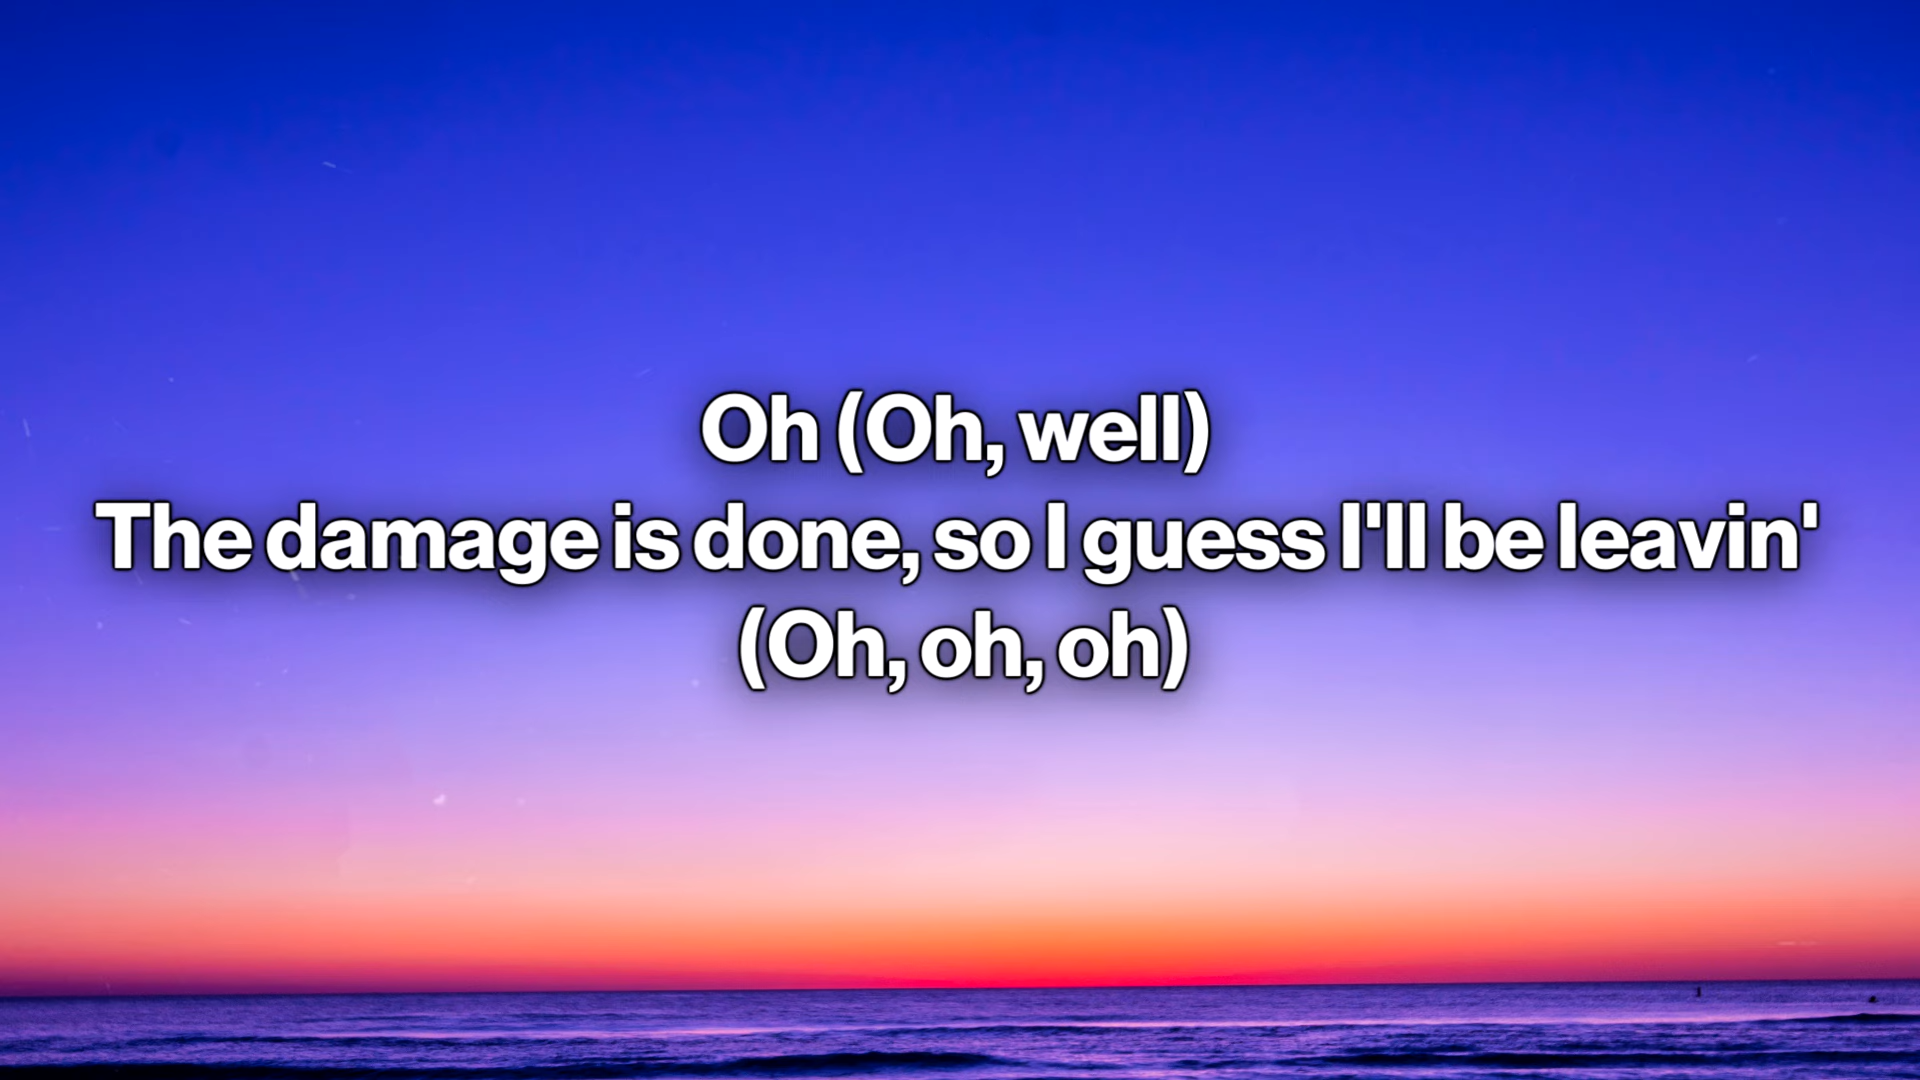 Oh (Oh, well)
The damage is done, so I guess I'll be leavin'
(Oh, oh, oh)